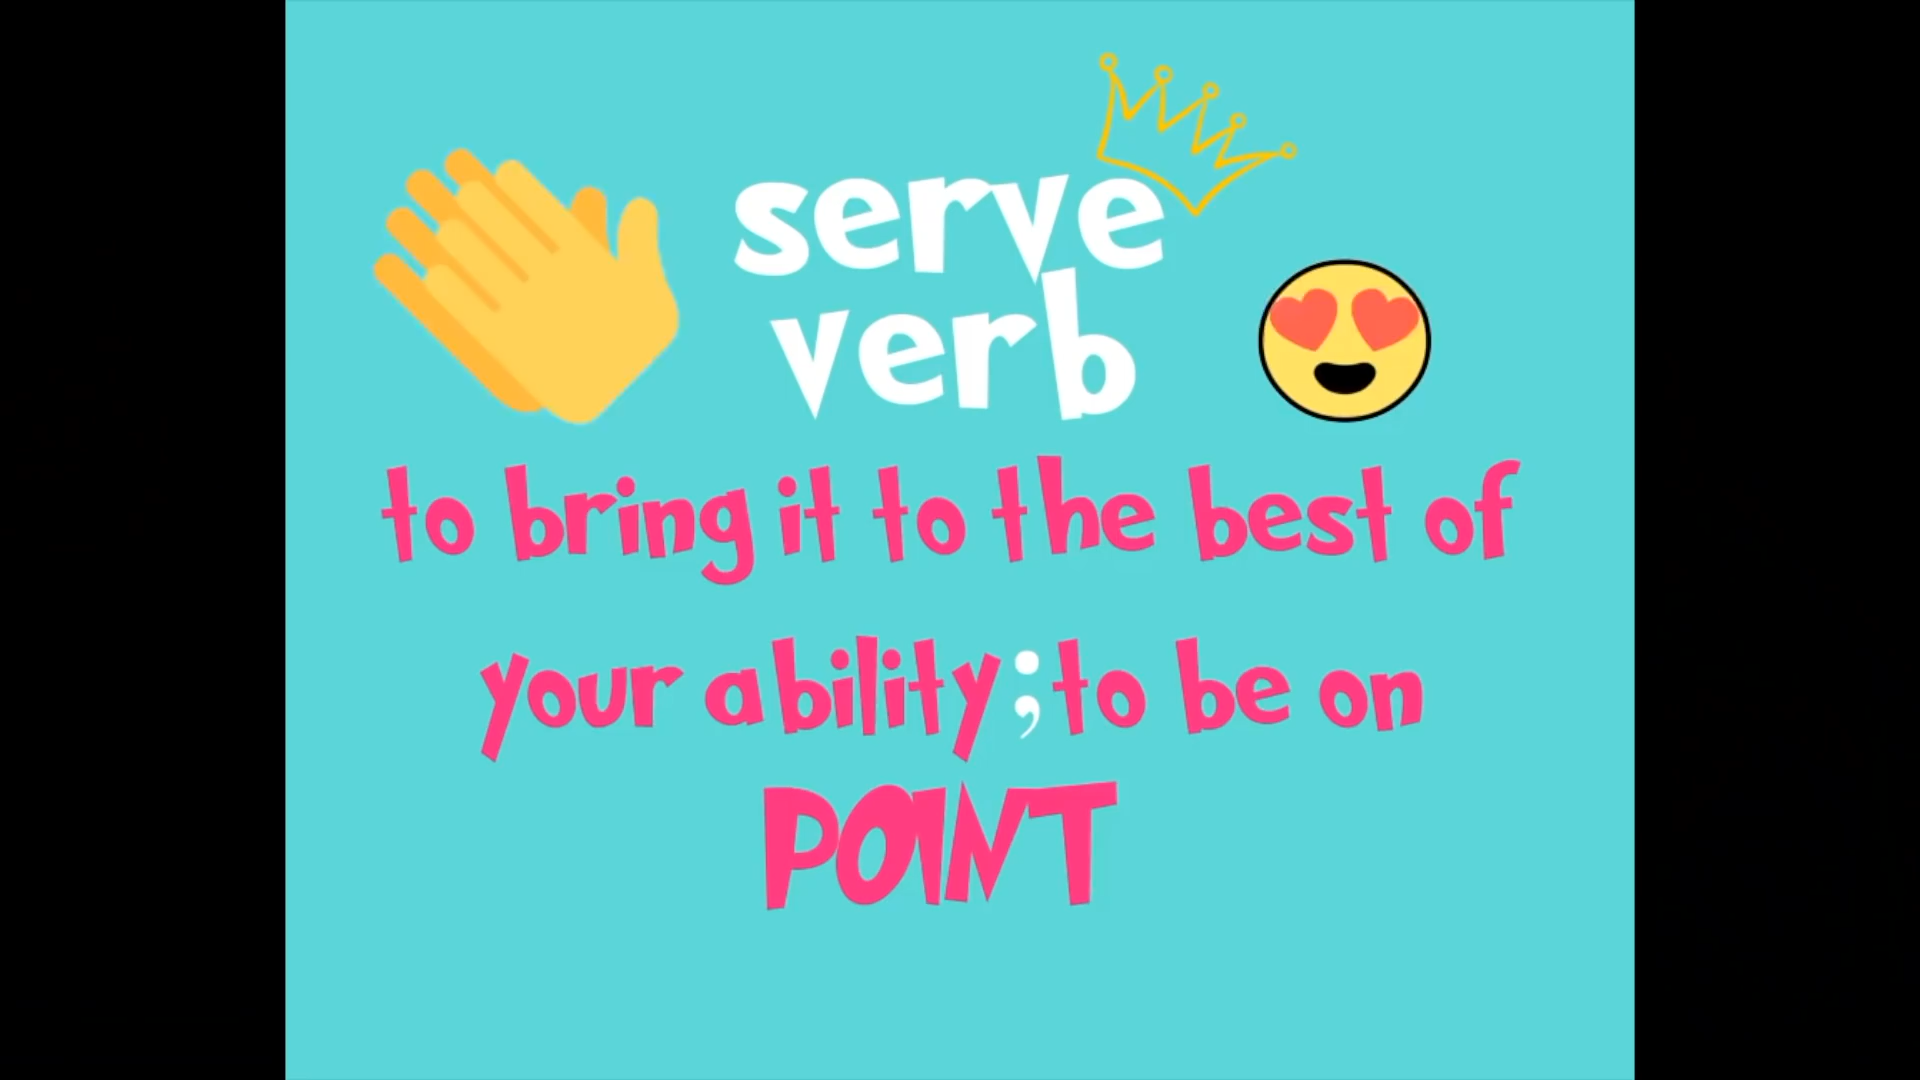 serve
verb
to bring it to the best of
your ability;to be on
POINT